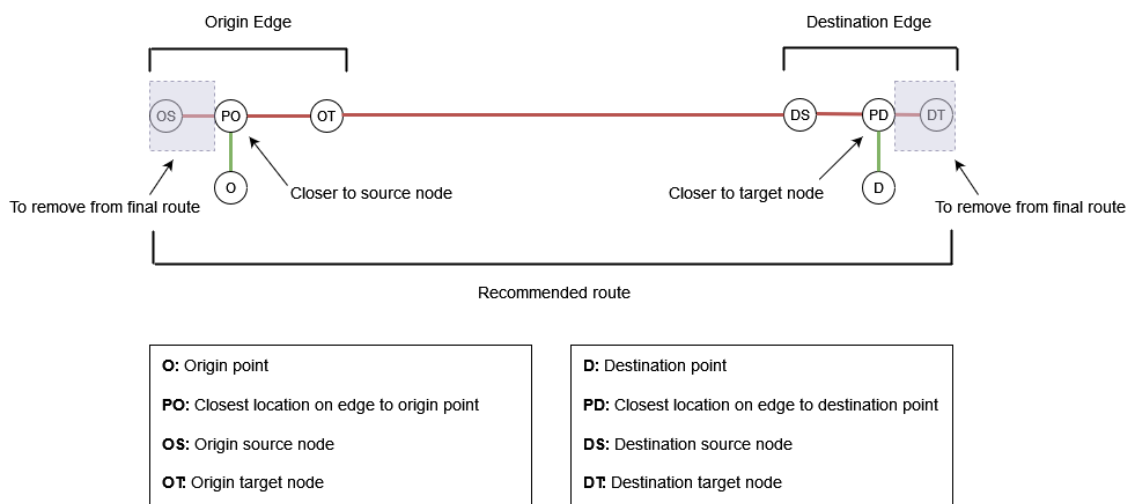 Origin Edge
Destination Edge
OS
PO
OT
DS
PD
DT
O
Closer to source node
Closer to target node
D
To remove from final route
To remove from final route
Recommended route
O: Origin point
PO: Closest location on edge to origin point
OS: Origin source node
OT: Origin target node
D: Destination point
PD: Closest location on edge to destination point
DS: Destination source node
DT: Destination target node